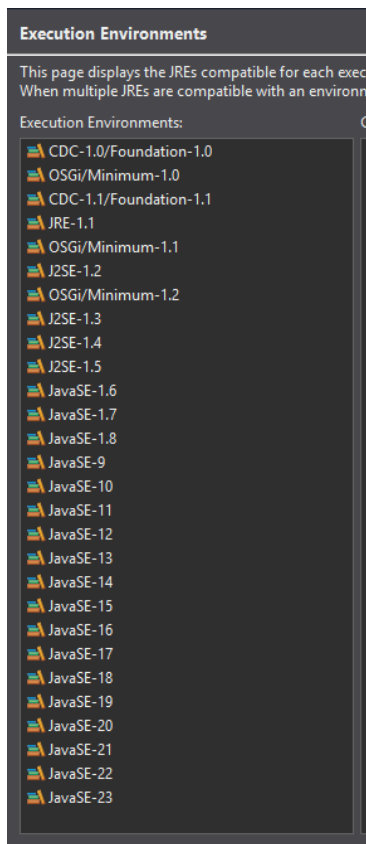 Execution Environments
This page displays the JREs compatible for each exec
When multiple JREs are compatible with an environn
Execution Environments:
CDC-1.0/Foundation-1.0
OSGi/Minimum-1.0
CDC-1.1/Foundation-1.1
JRE-1.1
OSGi/Minimum-1.1
J2SE-1.2
OSGi/Minimum-1.2
J2SE-1.3
J2SE-1.4
J2SE-1.5
JavaSE-1.6
JavaSE-1.7
JavaSE-1.8
JavaSE-9
JavaSE-10
JavaSE-11
JavaSE-12
JavaSE-13
JavaSE-14
JavaSE-15
JavaSE-16
JavaSE-17
JavaSE-18
JavaSE-19
JavaSE-20
JavaSE-21
JavaSE-22
JavaSE-23